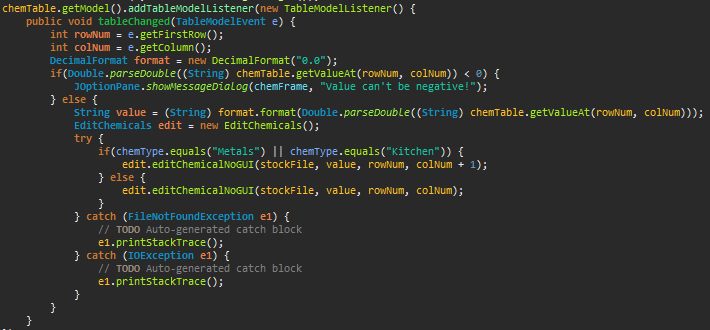 chemTable.getModel().addTableModelListener(new TableModelListener() {
    public void tableChanged(TableModelEvent e) {
        int rowNum = e.getFirstRow();
        int colNum = e.getColumn();
        DecimalFormat format = new DecimalFormat("0.0");
        if(Double.parseDouble((String) chemTable.getValueAt(rowNum, colNum)) < 0) {
            JOptionPane.showMessageDialog(chemFrame, "Value can't be negative!");
        } else {
            String value = (String) format.format(Double.parseDouble((String) chemTable.getValueAt(rowNum, colNum)));
            EditChemicals edit = new EditChemicals();
            try {
                if(chemType.equals("Metals") || chemType.equals("Kitchen")) {
                    edit.editChemicalNoGUI(stockFile, value, rowNum, colNum + 1);
                } else {
                    edit.editChemicalNoGUI(stockFile, value, rowNum, colNum);
                }
            } catch (FileNotFoundException e1) {
                // TODO Auto-generated catch block
                e1.printStackTrace();
            } catch (IOException e1) {
                // TODO Auto-generated catch block
                e1.printStackTrace();
            }
        }
    }